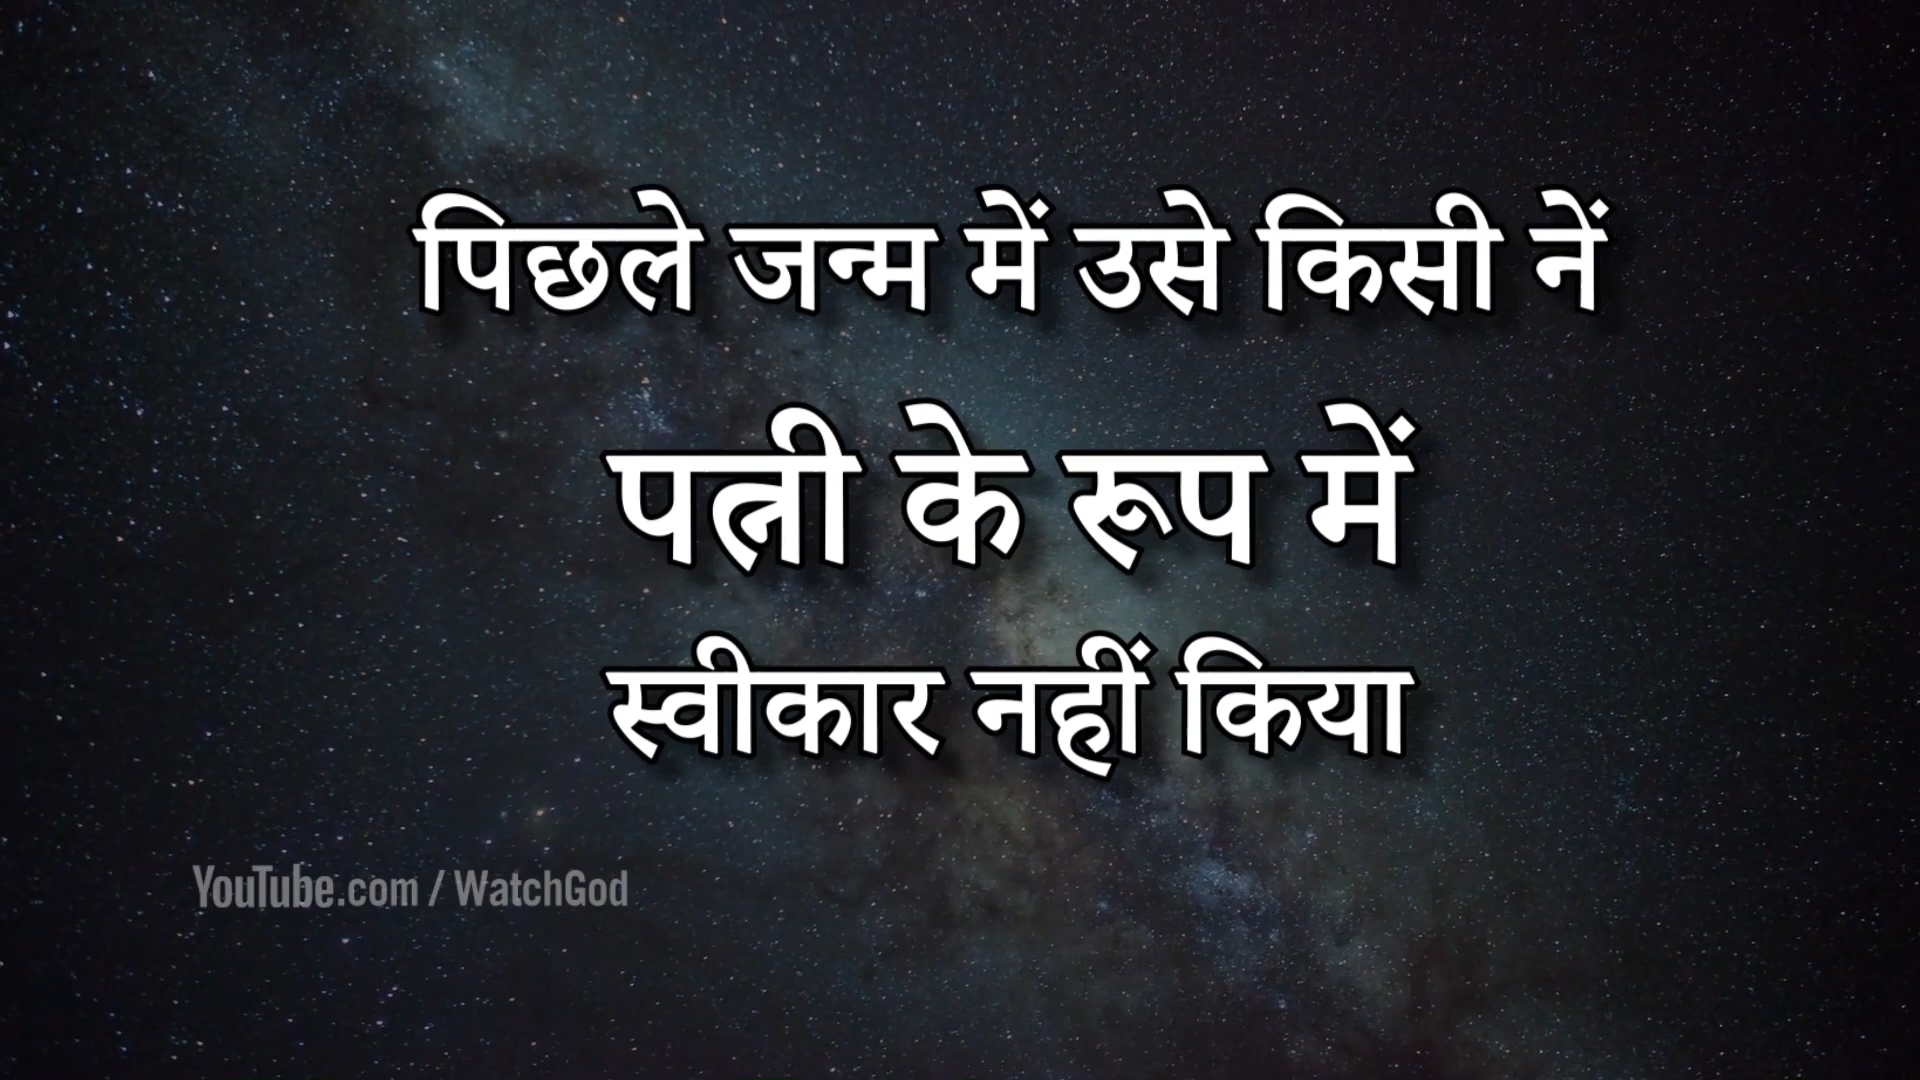 पिछले जन्म में उसे किसी नें
पत्नी के रूप में
स्वीकार नहीं किया
YouTube.com / WatchGod